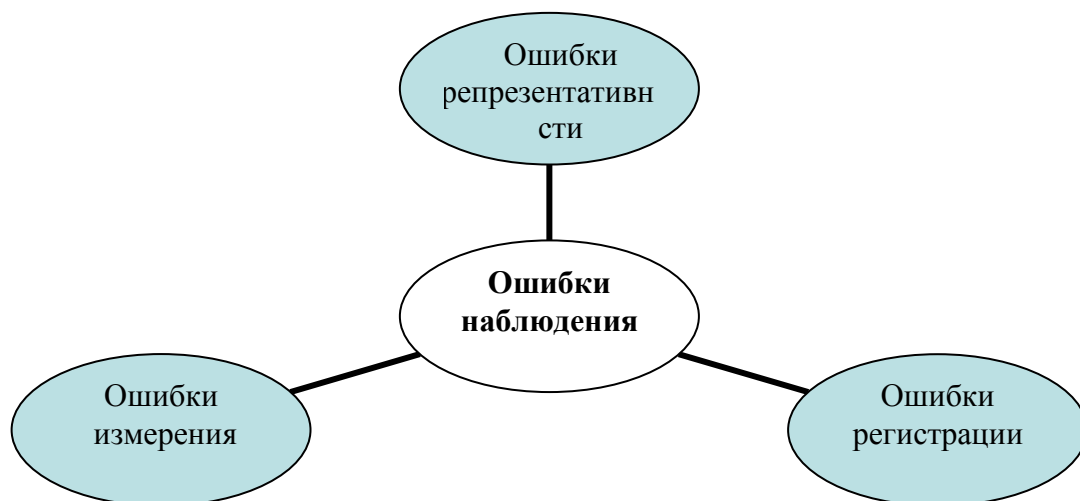 Ошибки
репрезентативн
сти
Ошибки
наблюдения
Ошибки
измерения
Ошибки
регистрации